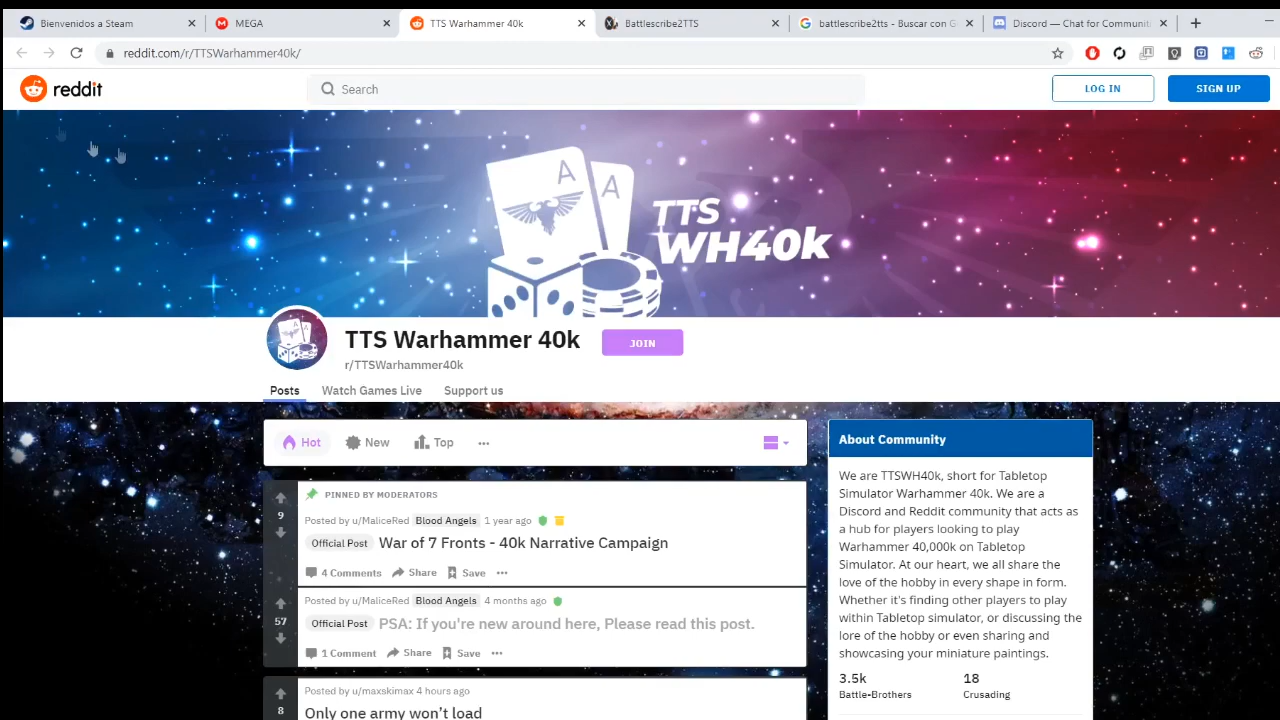 Bienvenidos a Steam
MEGA
TTS Warhammer 40k
Battlescribe2TTS
battlescribe2tts - Buscar con G
Discord — Chat for Communiti
reddit.com/r/TTSWarhammer40k/
reddit
Search
LOG IN
SIGN UP
A
A
TTS
WH40k
TTS Warhammer 40k
JOIN
r/TTSWarhammer40k
Posts
Watch Games Live
Support us
Hot
New
Top
PINNED BY MODERATORS
9
Posted by u/MaliceRed Blood Angels 1 year ago
Official Post War of 7 Fronts - 40k Narrative Campaign
4 Comments Share Save
Posted by u/MaliceRed Blood Angels 4 months ago
57
Official Post PSA: If you're new around here, Please read this post.
1 Comment Share Save
Posted by u/maxskimax 4 hours ago
8
Only one army won't load
About Community
We are TTSWH40k, short for Tabletop
Simulator Warhammer 40k. We are a
Discord and Reddit community that acts as
a hub for players looking to play
Warhammer 40,000k on Tabletop
Simulator. At our heart, we all share the
love of the hobby in every shape in form.
Whether it's finding other players to play
within Tabletop simulator, or discussing the
lore of the hobby or even sharing and
showcasing your miniature paintings.
3.5k
Battle-Brothers
18
Crusading